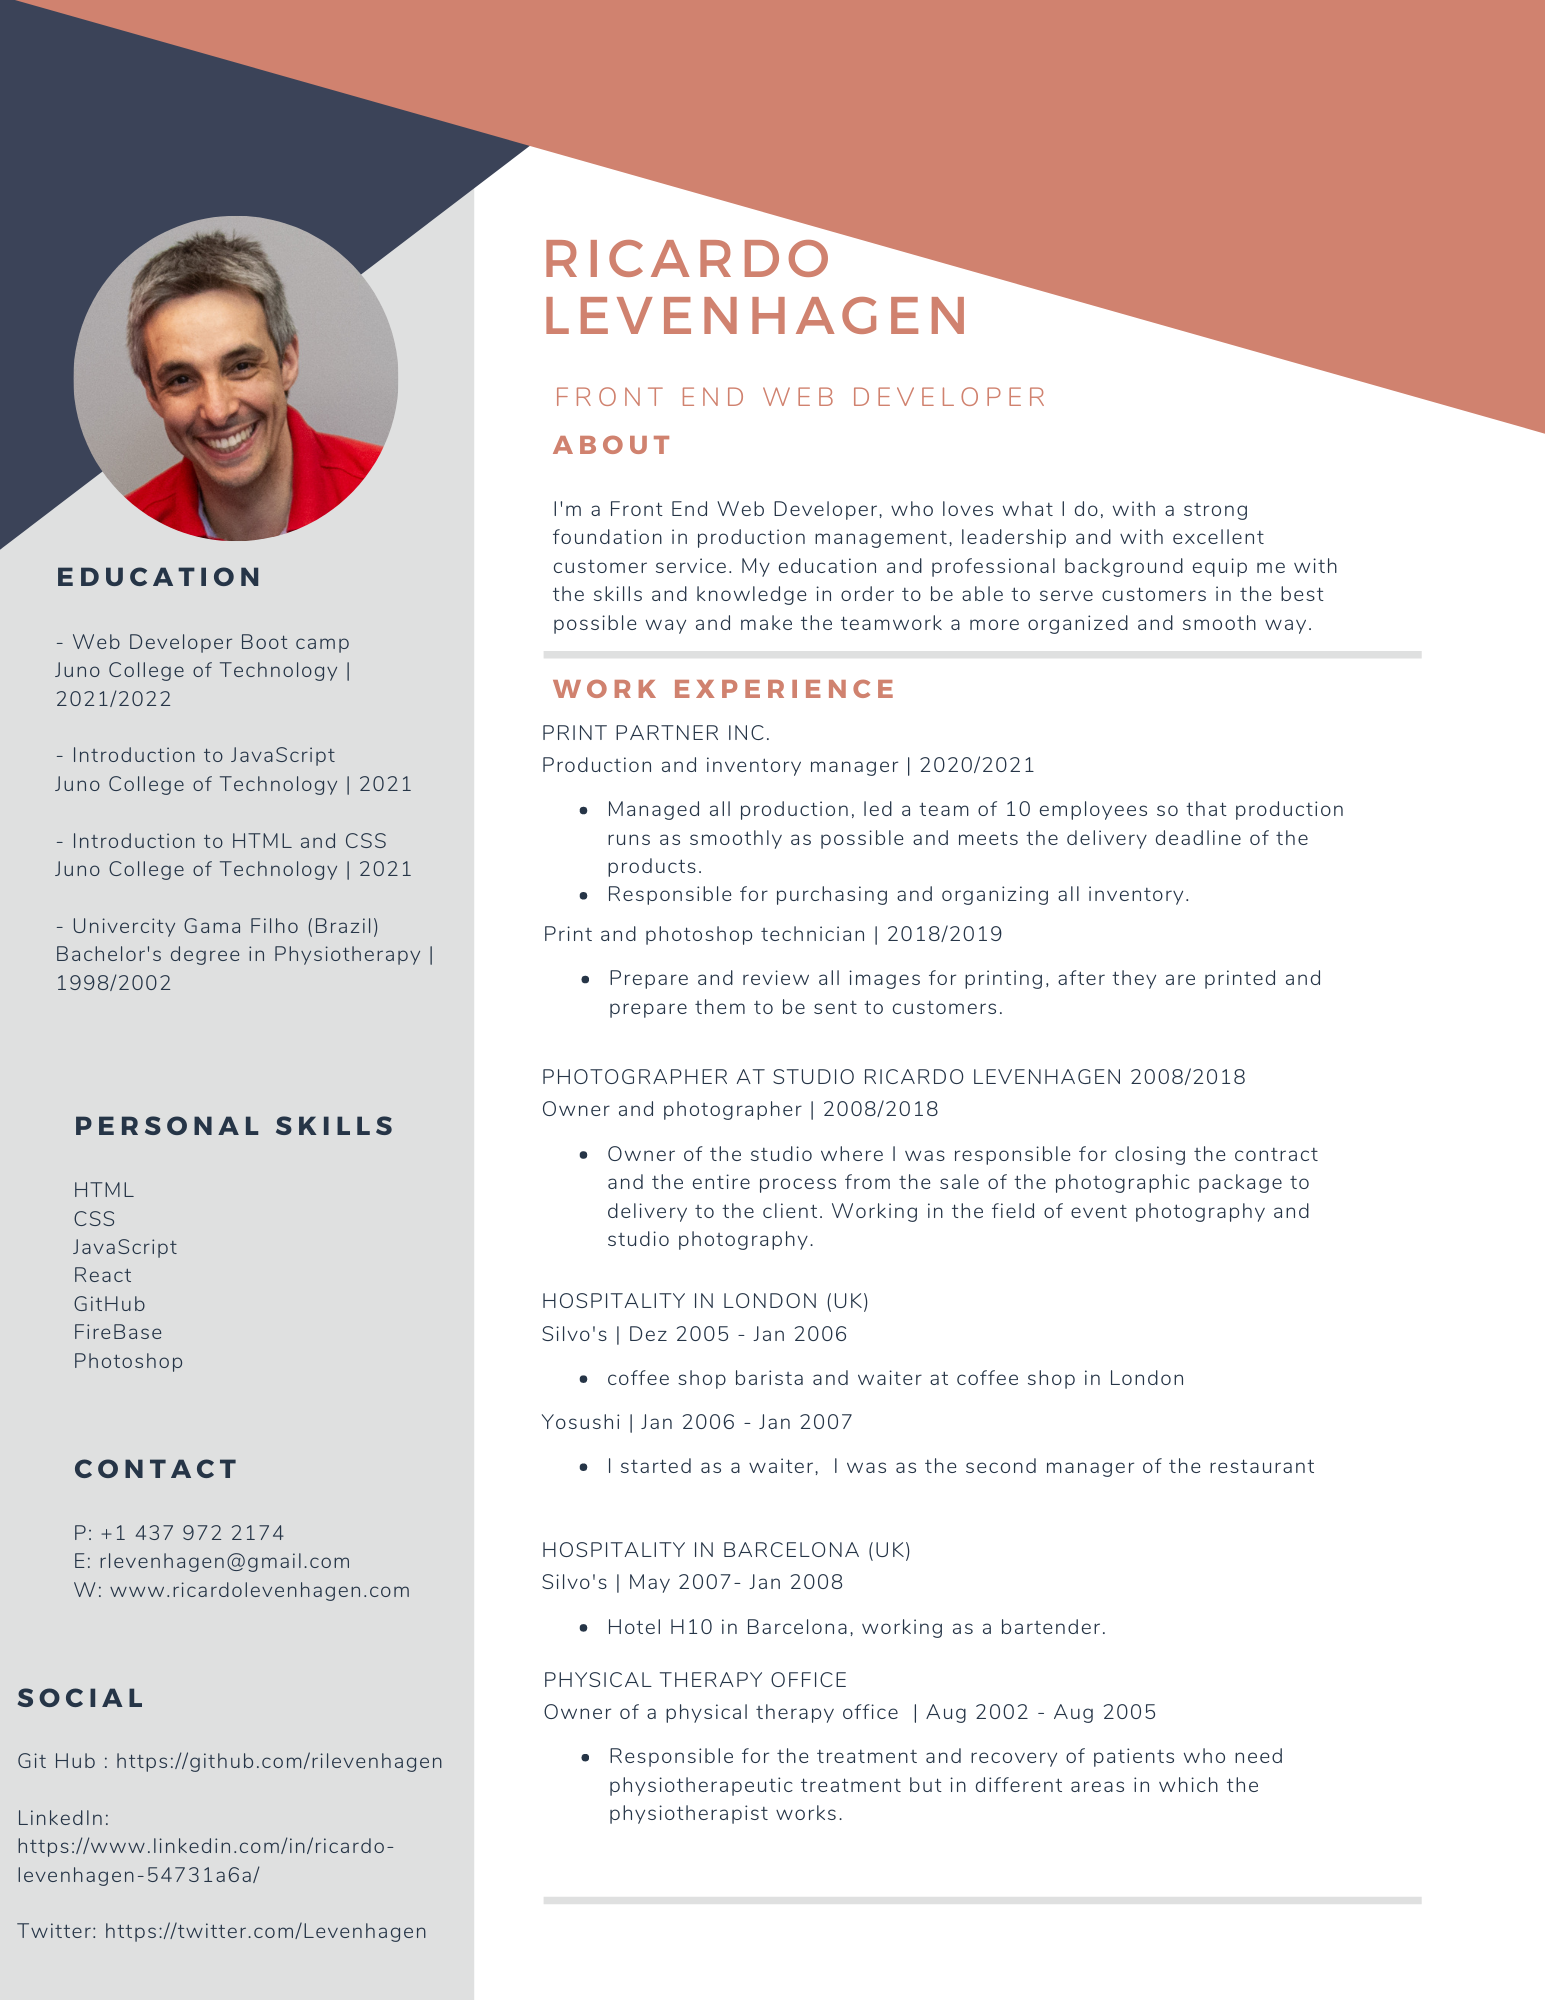 RICARDO
LEVENHAGEN
FRONT END WEB DEVELOPER
ABOUT
I'm a Front End Web Developer, who loves what I do, with a strong
foundation in production management, leadership and with excellent
customer service. My education and professional background equip me with
the skills and knowledge in order to be able to serve customers in the best
possible way and make the teamwork a more organized and smooth way.
WORK EXPERIENCE
PRINT PARTNER INC.
Production and inventory manager | 2020/2021
• Managed all production, led a team of 10 employees so that production
runs as smoothly as possible and meets the delivery deadline of the
products.
• Responsible for purchasing and organizing all inventory.
Print and photoshop technician | 2018/2019
• Prepare and review all images for printing, after they are printed and
prepare them to be sent to customers.
PHOTOGRAPHER AT STUDIO RICARDO LEVENHAGEN 2008/2018
Owner and photographer | 2008/2018
• Owner of the studio where I was responsible for closing the contract
and the entire process from the sale of the photographic package to
delivery to the client. Working in the field of event photography and
studio photography.
HOSPITALITY IN LONDON (UK)
Silvo's | Dez 2005 - Jan 2006
• coffee shop barista and waiter at coffee shop in London
Yosushi | Jan 2006 - Jan 2007
• I started as a waiter,  I was as the second manager of the restaurant
HOSPITALITY IN BARCELONA (UK)
Silvo's | May 2007- Jan 2008
• Hotel H10 in Barcelona, working as a bartender.
PHYSICAL THERAPY OFFICE
Owner of a physical therapy office  | Aug 2002 - Aug 2005
• Responsible for the treatment and recovery of patients who need
physiotherapeutic treatment but in different areas in which the
physiotherapist works.
EDUCATION
- Web Developer Boot camp
Juno College of Technology |
2021/2022
- Introduction to JavaScript
Juno College of Technology | 2021
- Introduction to HTML and CSS
Juno College of Technology | 2021
- Univercity Gama Filho (Brazil)
Bachelor's degree in Physiotherapy |
1998/2002
PERSONAL SKILLS
HTML
CSS
JavaScript
React
GitHub
FireBase
Photoshop
CONTACT
P: +1 437 972 2174
E: rlevenhagen@gmail.com
W: www.ricardolevenhagen.com
SOCIAL
Git Hub : https://github.com/rilevenhagen
LinkedIn:
https://www.linkedin.com/in/ricardo-
levenhagen-54731a6a/
Twitter: https://twitter.com/Levenhagen